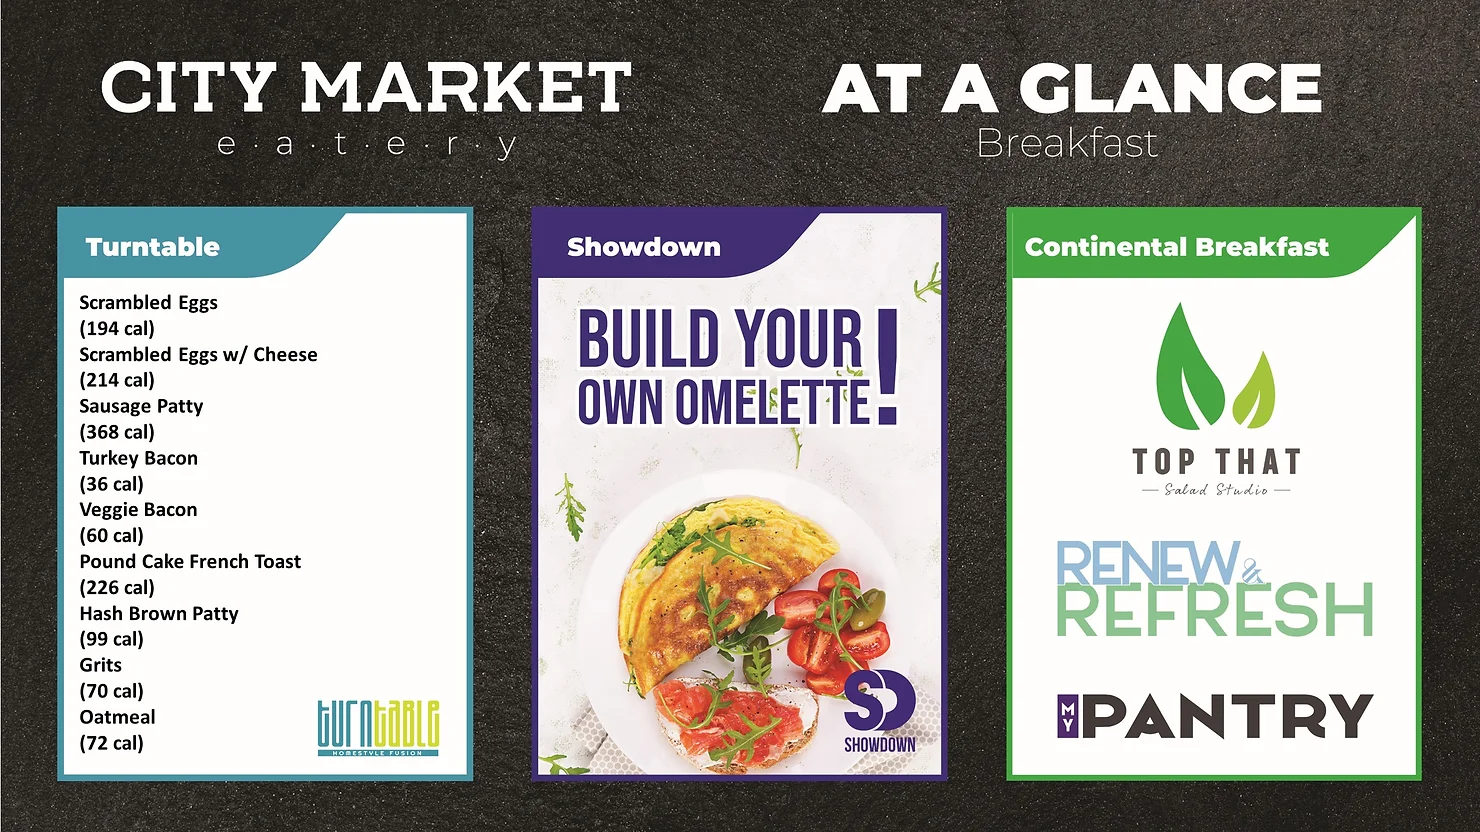 CITY MARKET
e·a·t·e·r·y
AT A GLANCE
Breakfast
Turntable
Scrambled Eggs
(194 cal)
Scrambled Eggs w/ Cheese
(214 cal)
Sausage Patty
(368 cal)
Turkey Bacon
(36 cal)
Veggie Bacon
(60 cal)
Pound Cake French Toast
(226 cal)
Hash Brown Patty
(99 cal)
Grits
(70 cal)
Oatmeal
(72 cal)
turntable
HOMESTYLE FUSION
Showdown
BUILD YOUR
OWN OMELETTE!
SD
SHOWDOWN
Continental Breakfast
TOP THAT
Salad Studio
RENEW &
REFRESH
MY PANTRY